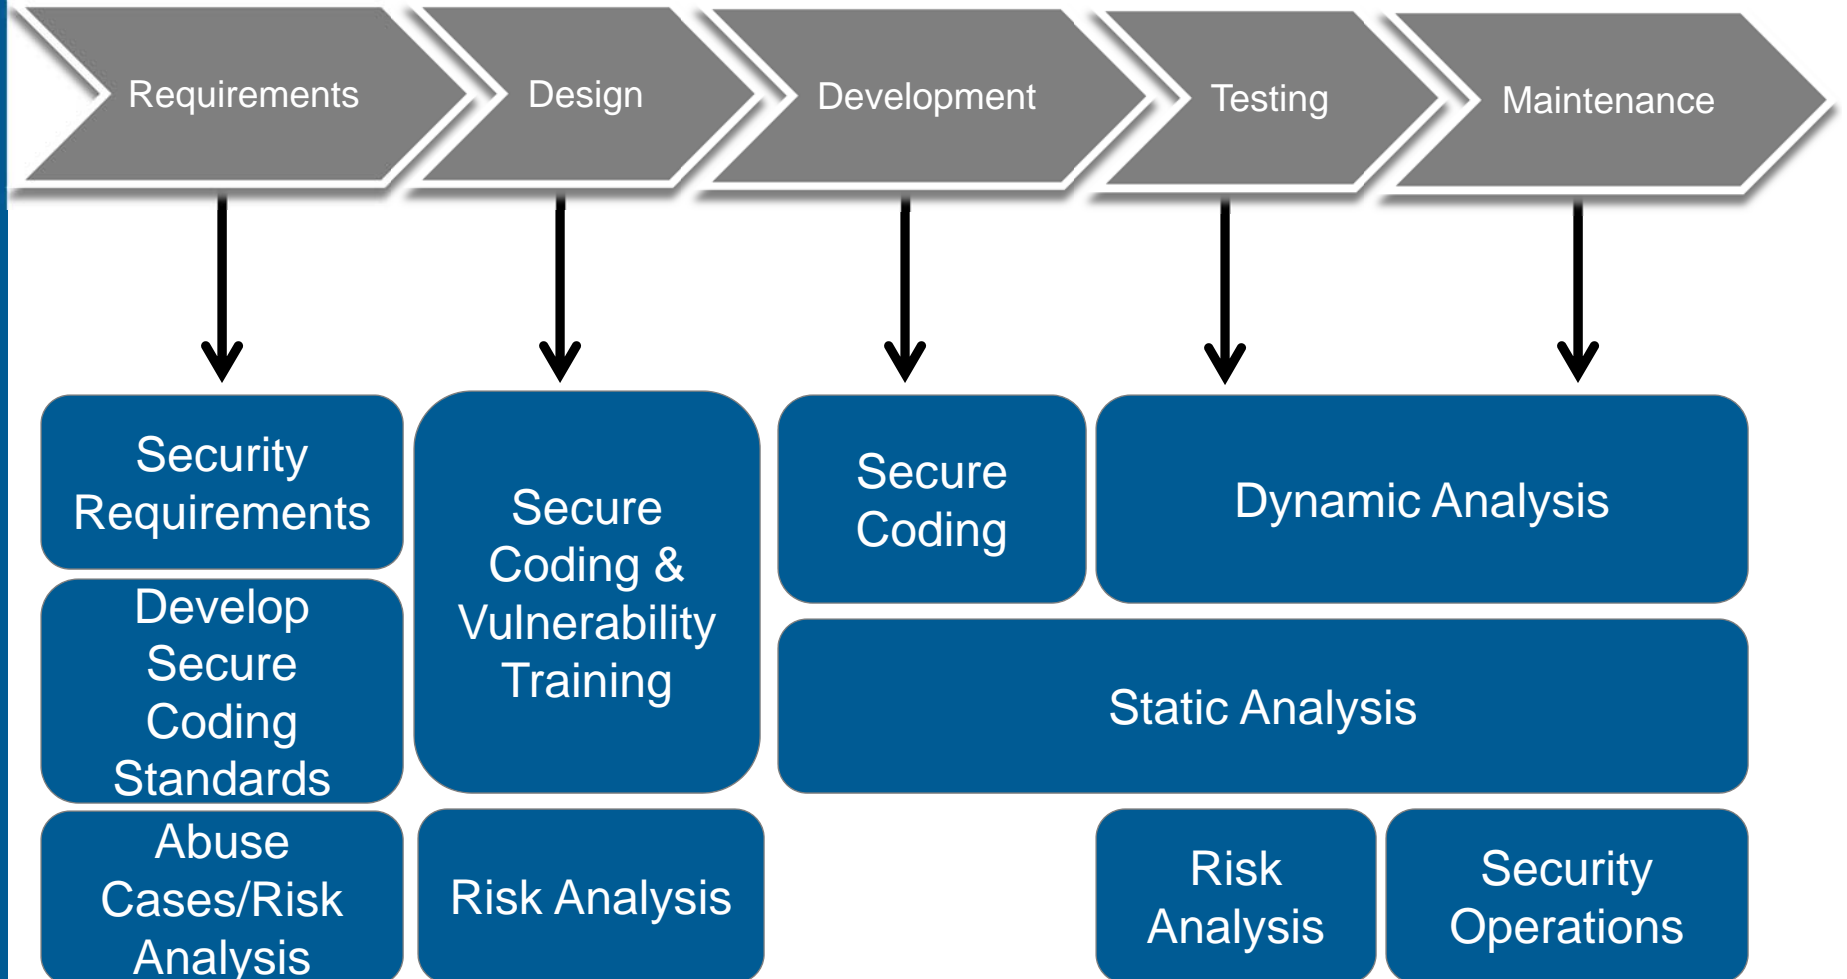 Requirements
Design
Development
Testing
Maintenance
Security
Requirements
Develop
Secure
Coding
Standards
Abuse
Cases/Risk
Analysis
Secure
Coding &
Vulnerability
Training
Risk Analysis
Secure
Coding
Dynamic Analysis
Static Analysis
Risk
Analysis
Security
Operations